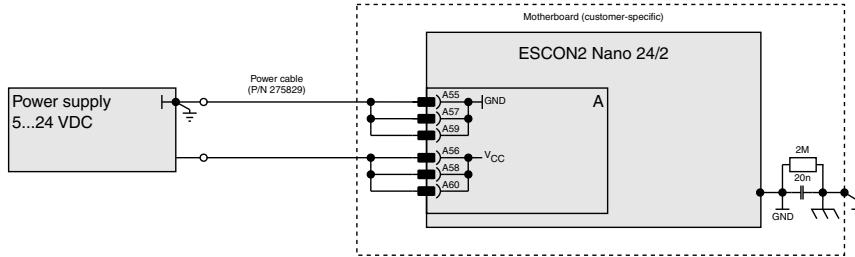 Motherboard (customer-specific)
ESCON2 Nano 24/2
Power cable
(P/N 275829)
Power supply
5...24 VDC
A55
GND
A
A57
A59
A56
VCC
A58
A60
2M
20n
GND